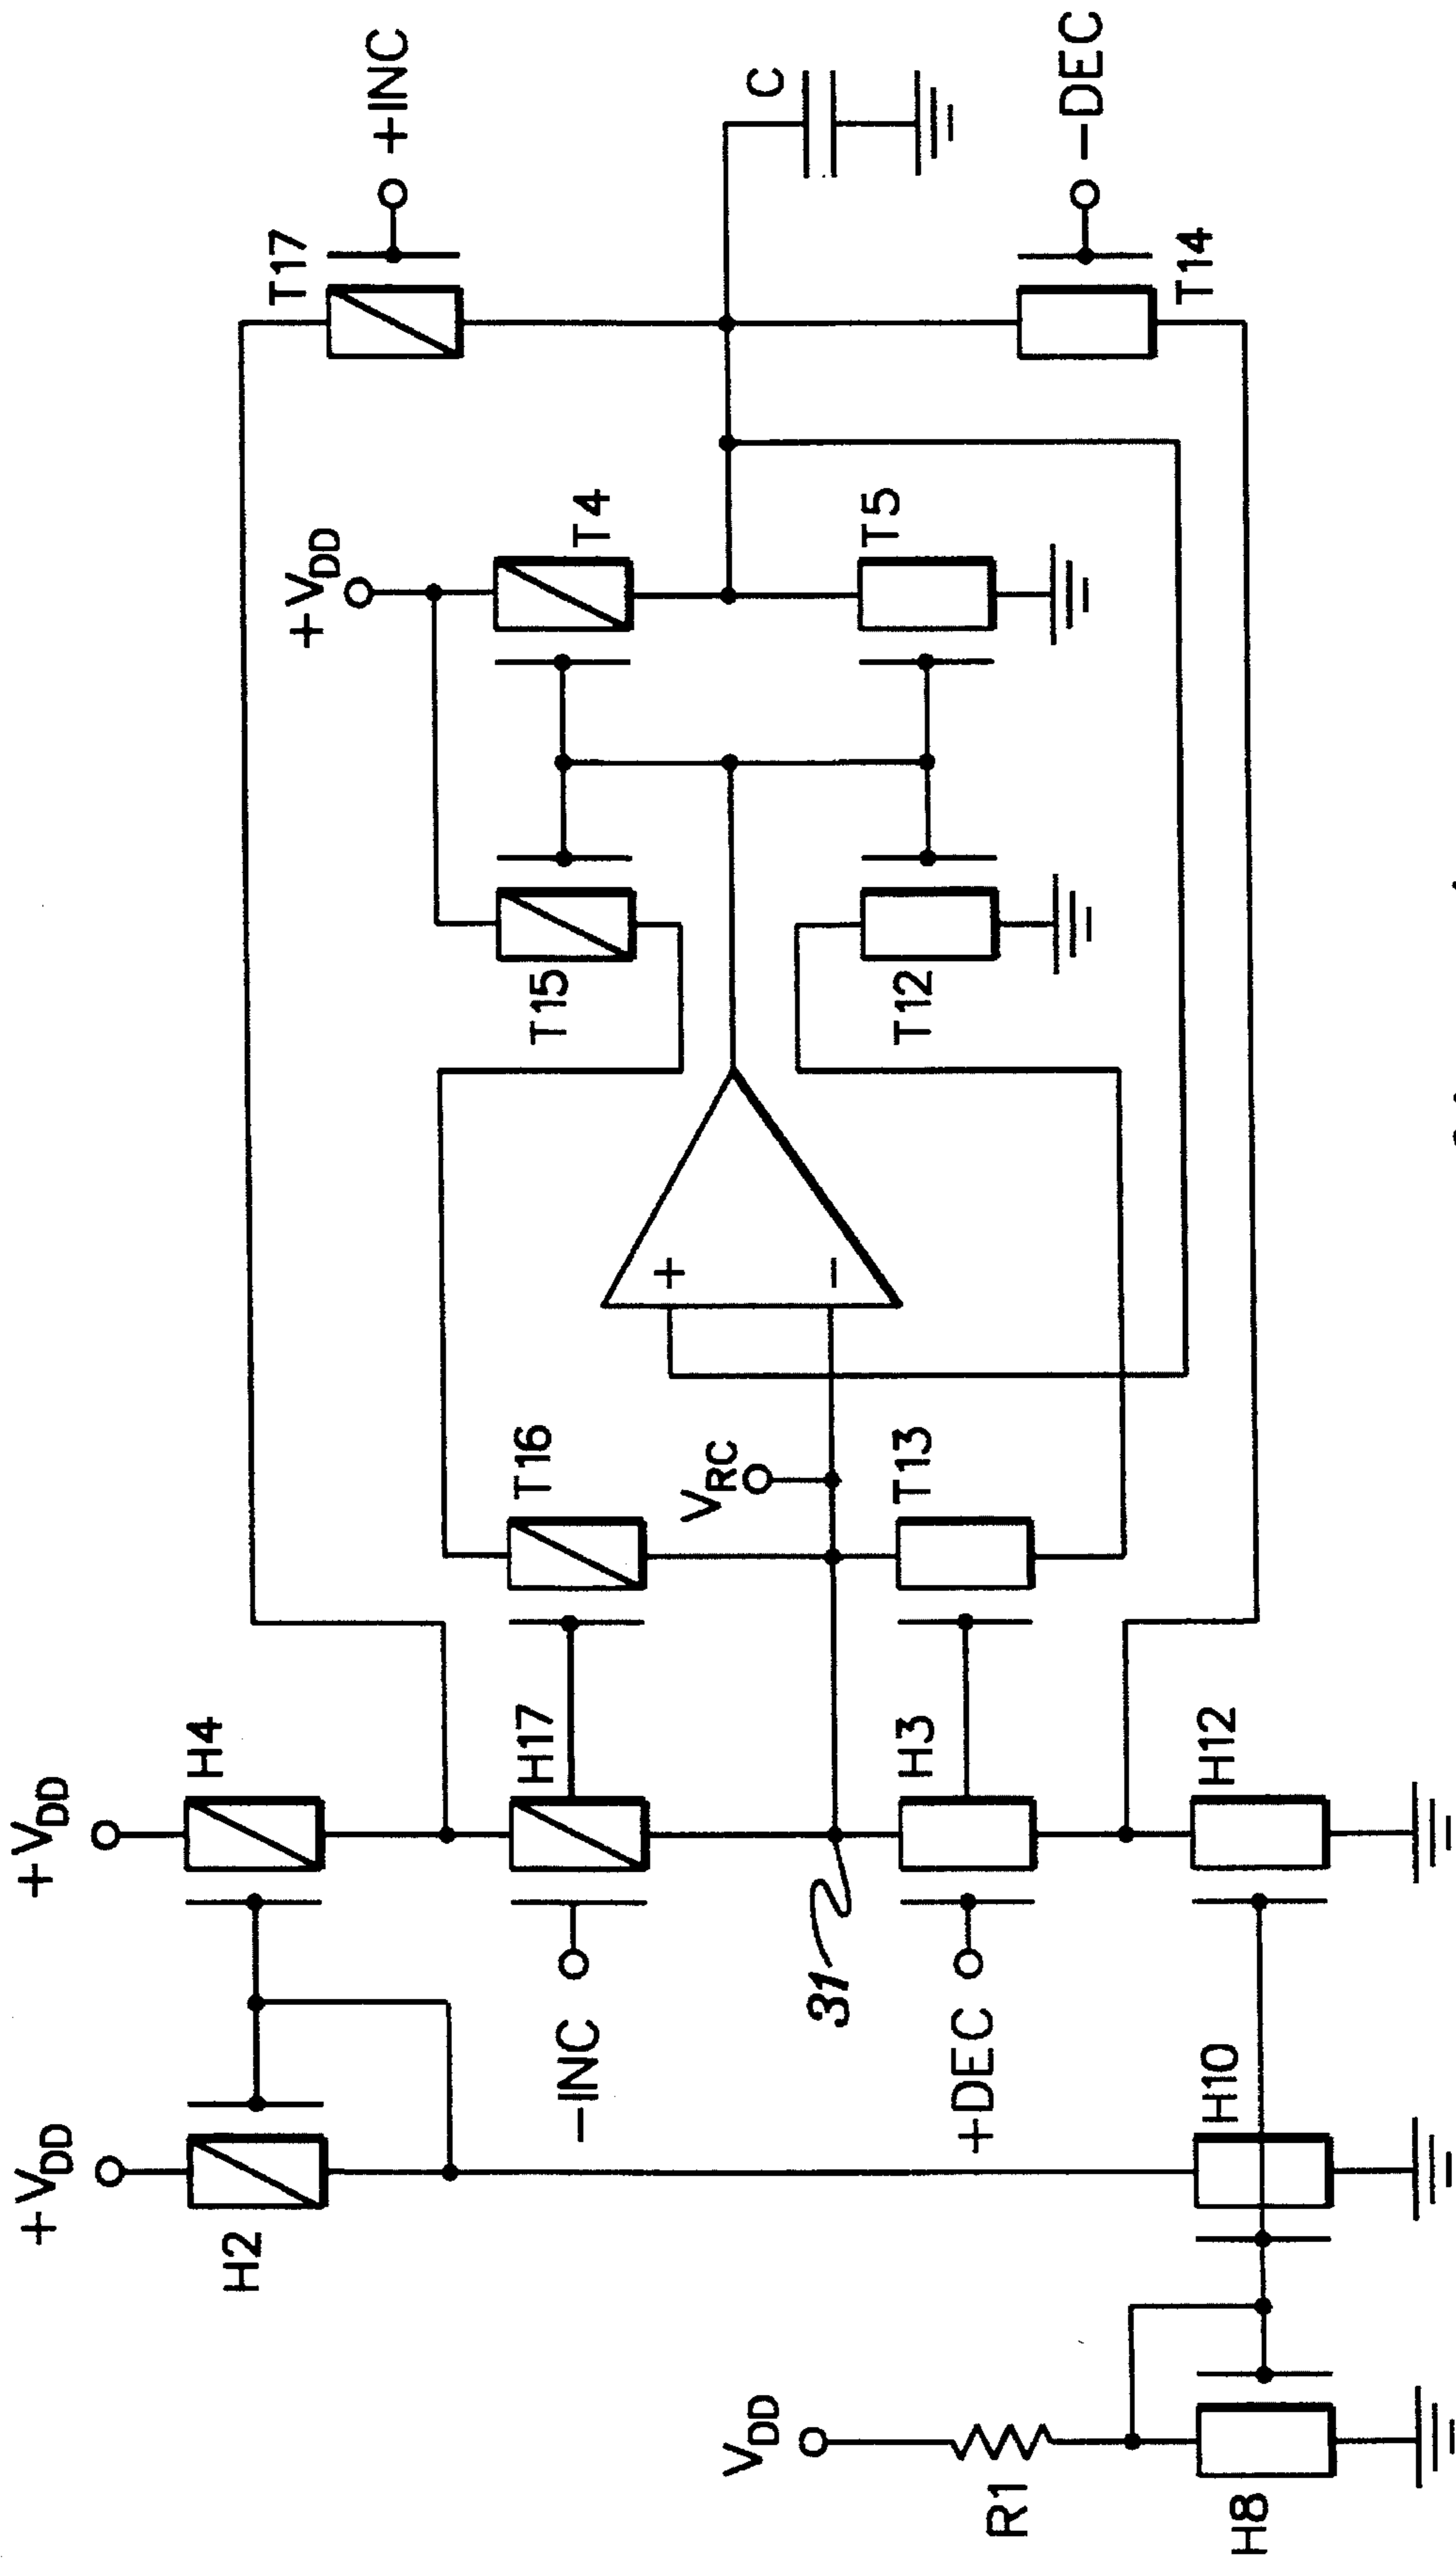 +VDD
+VDD
H2
H4
T17
+INC
+VDD
T15
T4
T16
H17
-INC
VRC
+
-
C
31
VDD
R1
+DEC
H3
T13
T12
T5
-DEC
T14
H12
H10
H8